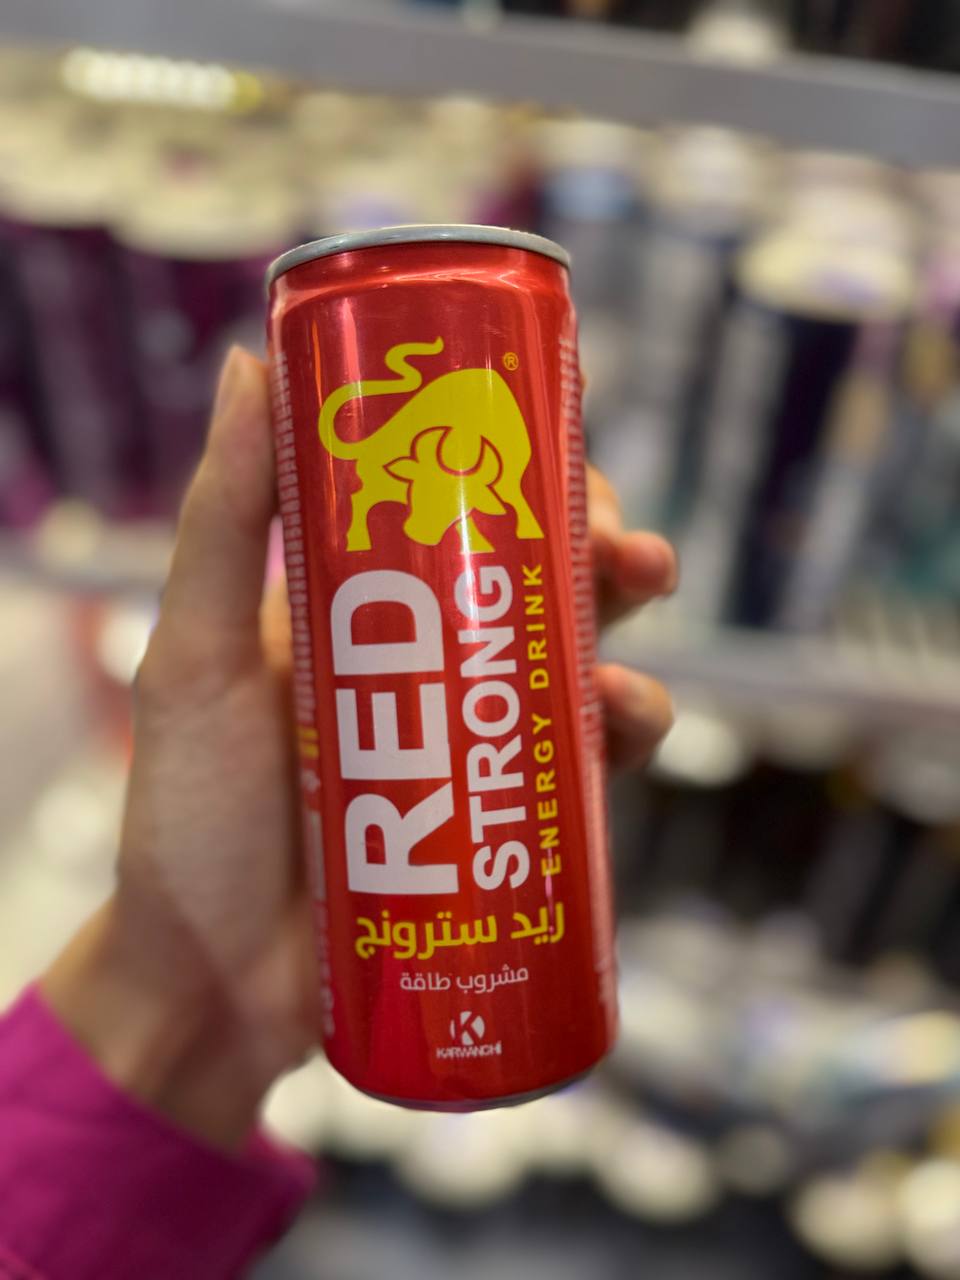 ®
RED
STRONG
ENERGY DRINK
ريد سترونج
مشروب طاقة
K
KARWANCHI